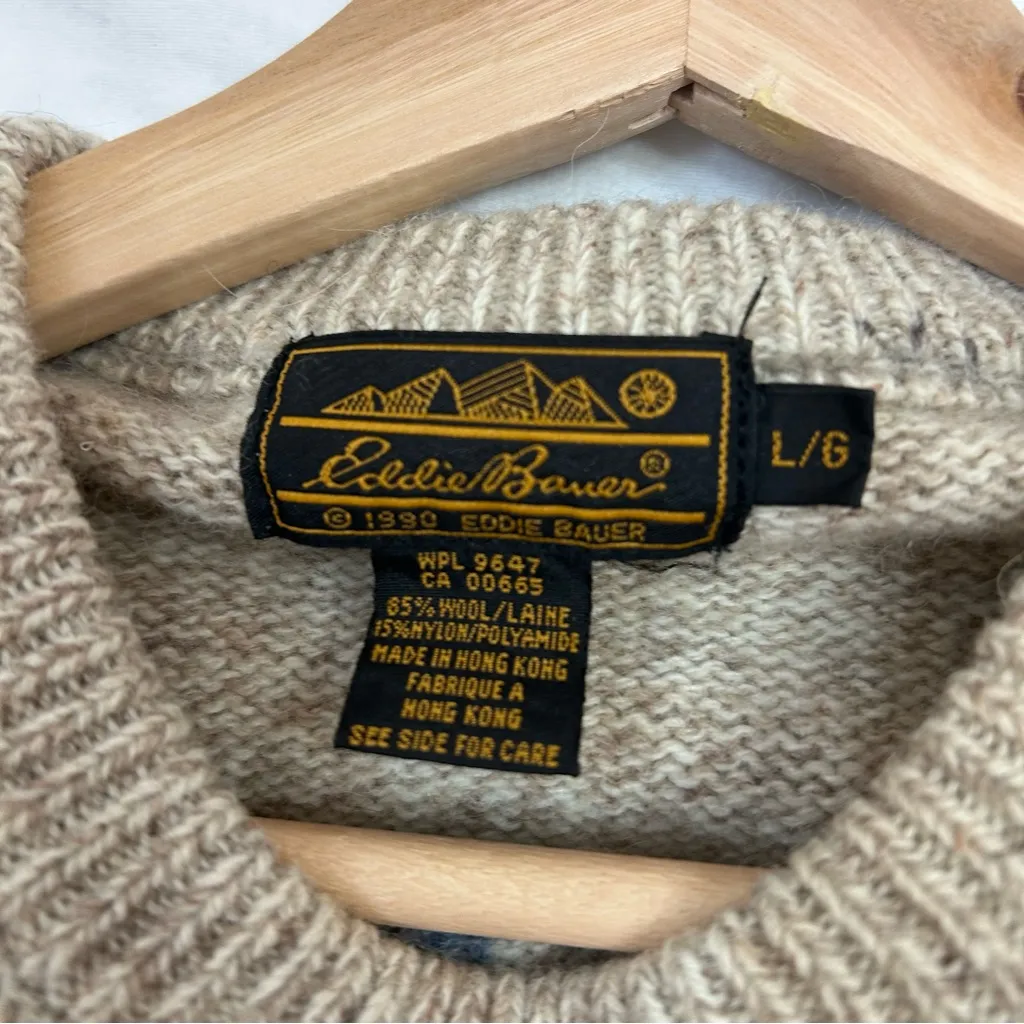 Eddie Bauer®
© 1990 EDDIE BAUER
L/G
WPL 9647
CA 00665
85% WOOL/LAINE
15%NYLON/POLYAMIDE
MADE IN HONG KONG
FABRIQUE A
HONG KONG
SEE SIDE FOR CARE